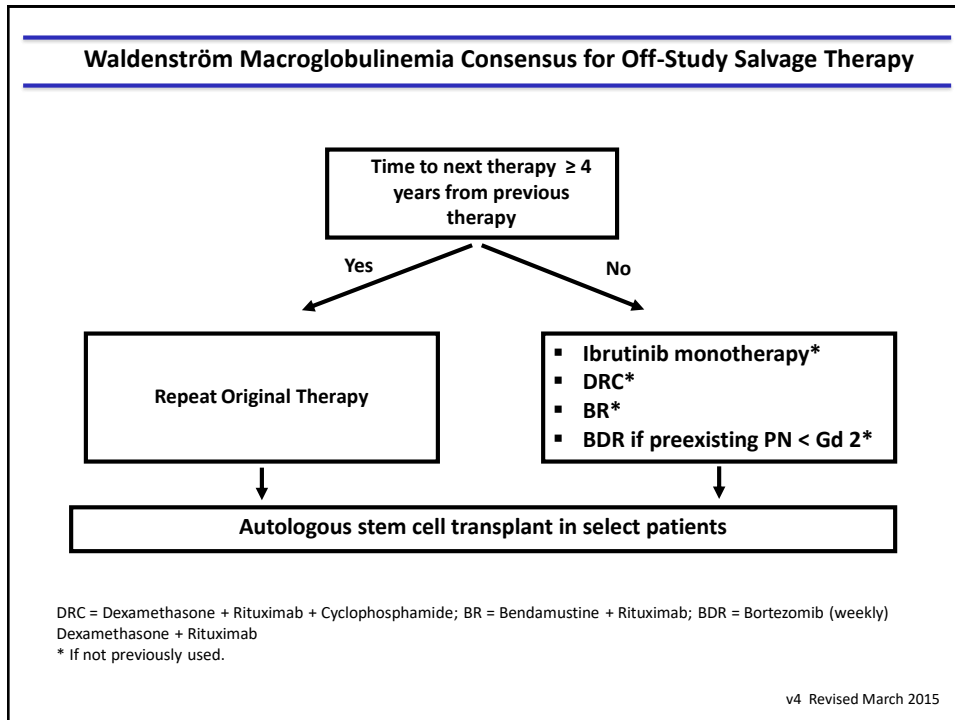 Waldenström Macroglobulinemia Consensus for Off-Study Salvage Therapy
Time to next therapy ≥ 4
years from previous
therapy
Yes
No
Repeat Original Therapy
▪ Ibrutinib monotherapy*
▪ DRC*
▪ BR*
▪ BDR if preexisting PN < Gd 2*
Autologous stem cell transplant in select patients
DRC = Dexamethasone + Rituximab + Cyclophosphamide; BR = Bendamustine + Rituximab; BDR = Bortezomib (weekly)
Dexamethasone + Rituximab
* If not previously used.
v4 Revised March 2015